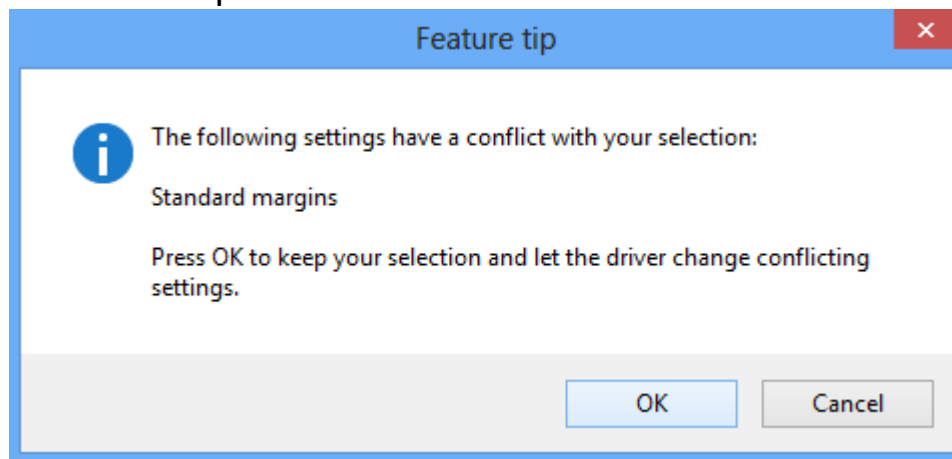 Feature tip
The following settings have a conflict with your selection:
Standard margins
Press OK to keep your selection and let the driver change conflicting
settings.
OK
Cancel